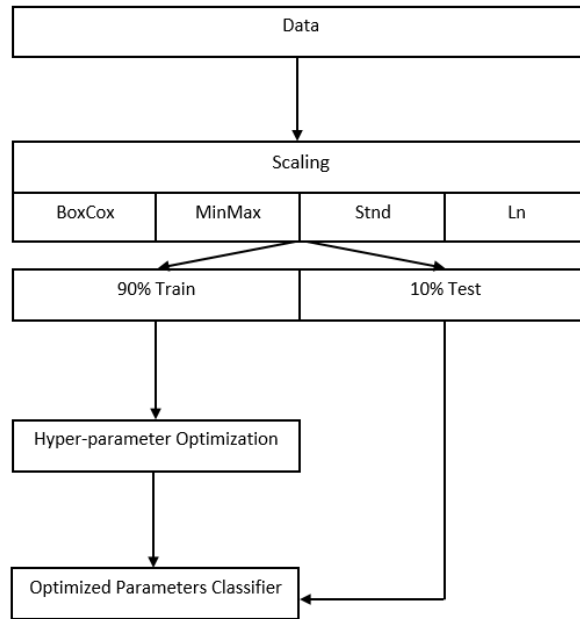 Data
Scaling
BoxCox MinMax Stnd Ln
90% Train 10% Test
Hyper-parameter Optimization
Optimized Parameters Classifier